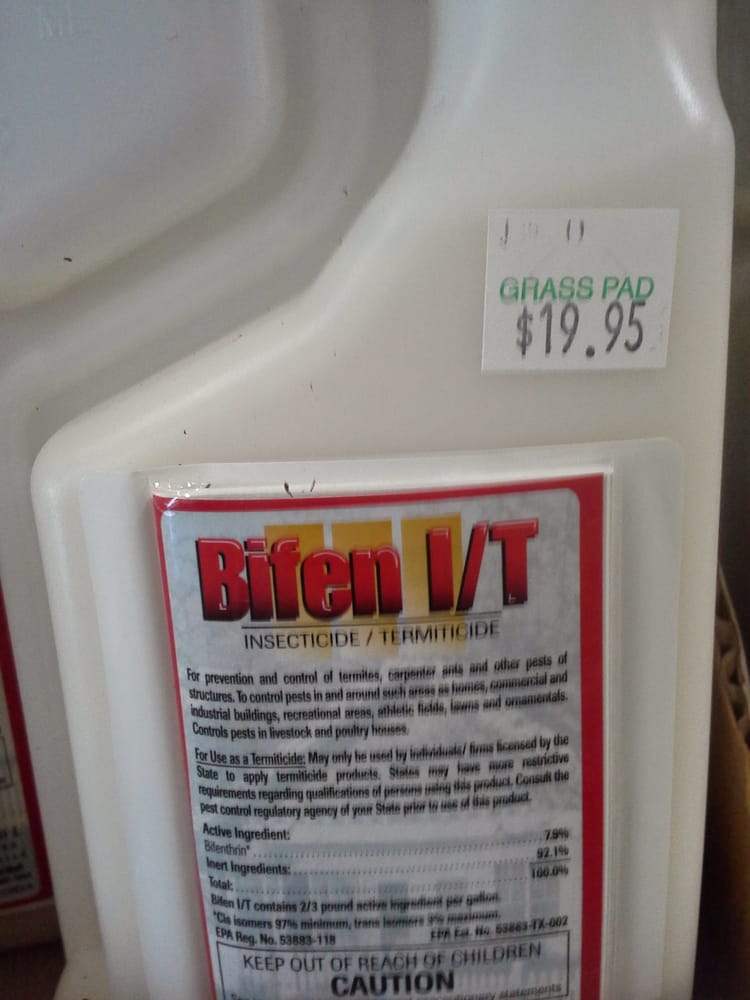 GRASS PAD
$19.95
Bifen I/T
INSECTICIDE / TERMITICIDE
For prevention and control of termites, carpenter ants and other pests of
structures. To control pests in and around such areas as homes, commercial and
industrial buildings, recreational areas, athletic fields, lawns and ornamentals.
Controls pests in livestock and poultry houses.
For Use as a Termiticide: May only be used by individuals/ firms licensed by the
State to apply termiticide products. States may have more restrictive
requirements regarding qualifications of persons using this product. Consult the
pest control regulatory agency of your State prior to use of this product.
Active Ingredient:
Bifenthrin* 7.9%
Inert Ingredients: 92.1%
Total: 100.0%
Bifen I/T contains 2/3 pound active ingredient per gallon.
*Cis isomers 97% minimum, trans isomers 3% maximum.
EPA Reg. No. 53883-118 EPA Est. No. 53883-TX-002
KEEP OUT OF REACH OF CHILDREN
CAUTION